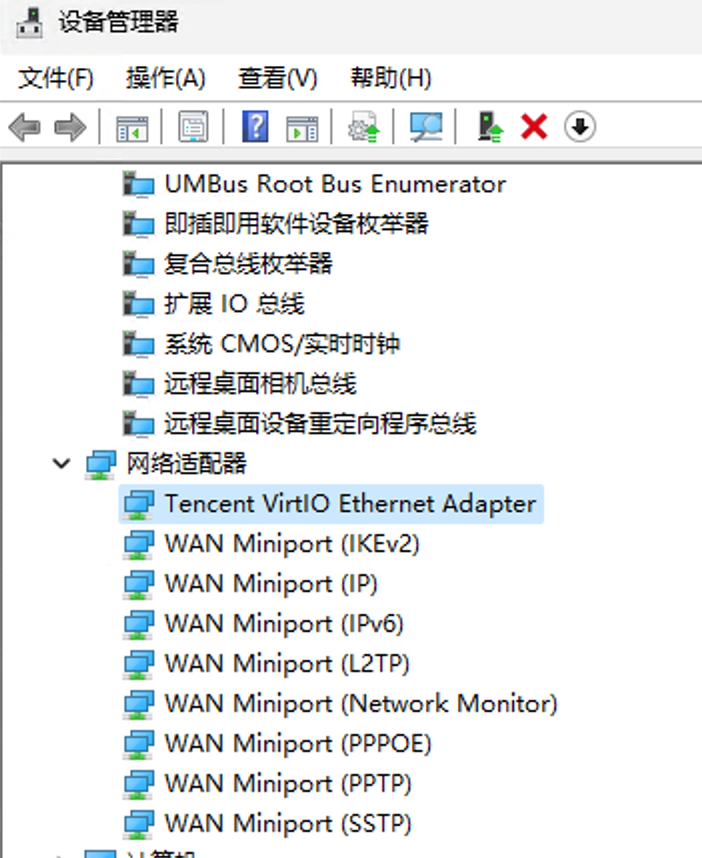 设备管理器
文件(F) 操作(A) 查看(V) 帮助(H)
UMBus Root Bus Enumerator
即插即用软件设备枚举器
复合总线枚举器
扩展 IO 总线
系统 CMOS/实时时钟
远程桌面相机总线
远程桌面设备重定向程序总线
网络适配器
Tencent VirtIO Ethernet Adapter
WAN Miniport (IKEv2)
WAN Miniport (IP)
WAN Miniport (IPv6)
WAN Miniport (L2TP)
WAN Miniport (Network Monitor)
WAN Miniport (PPPOE)
WAN Miniport (PPTP)
WAN Miniport (SSTP)